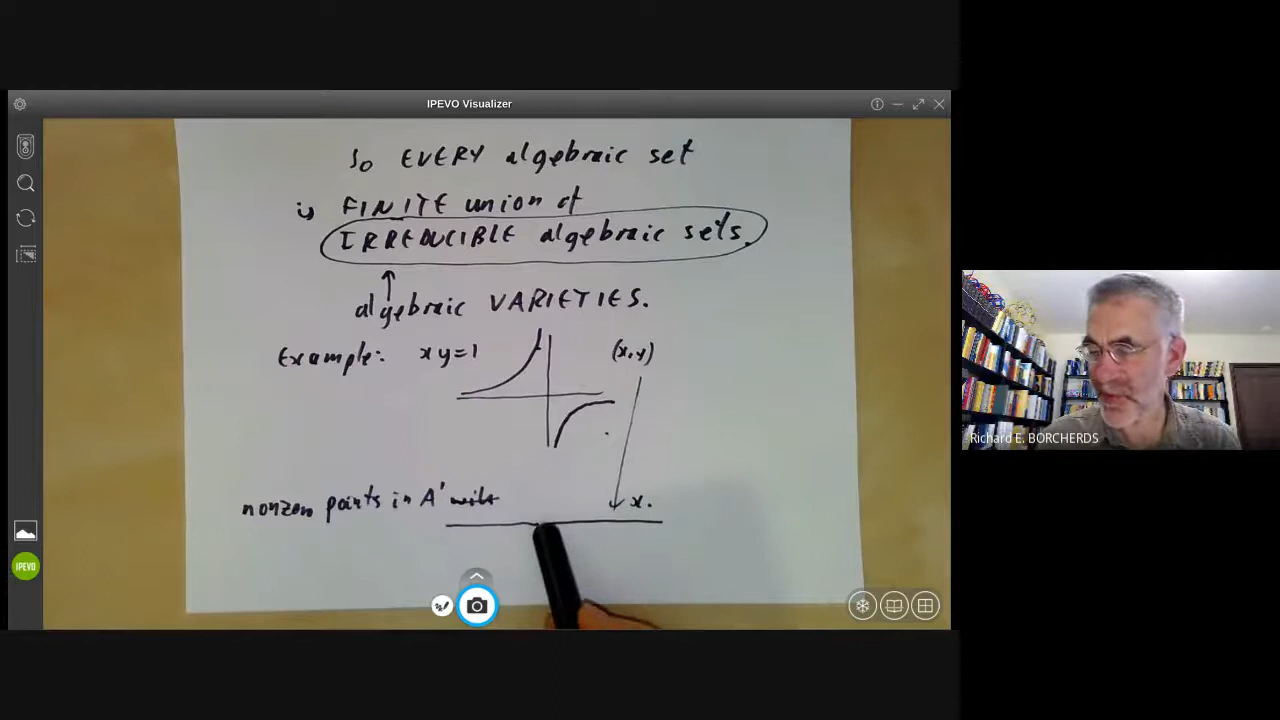 IPEVO Visualizer
So EVERY algebraic set
is FINITE union of
IRREDUCIBLE algebraic sets.
algebraic VARIETIES.
Example: xy=1 (x,y)
nonzero points in A¹ x.
IPEVO
Richard E. BORCHERDS